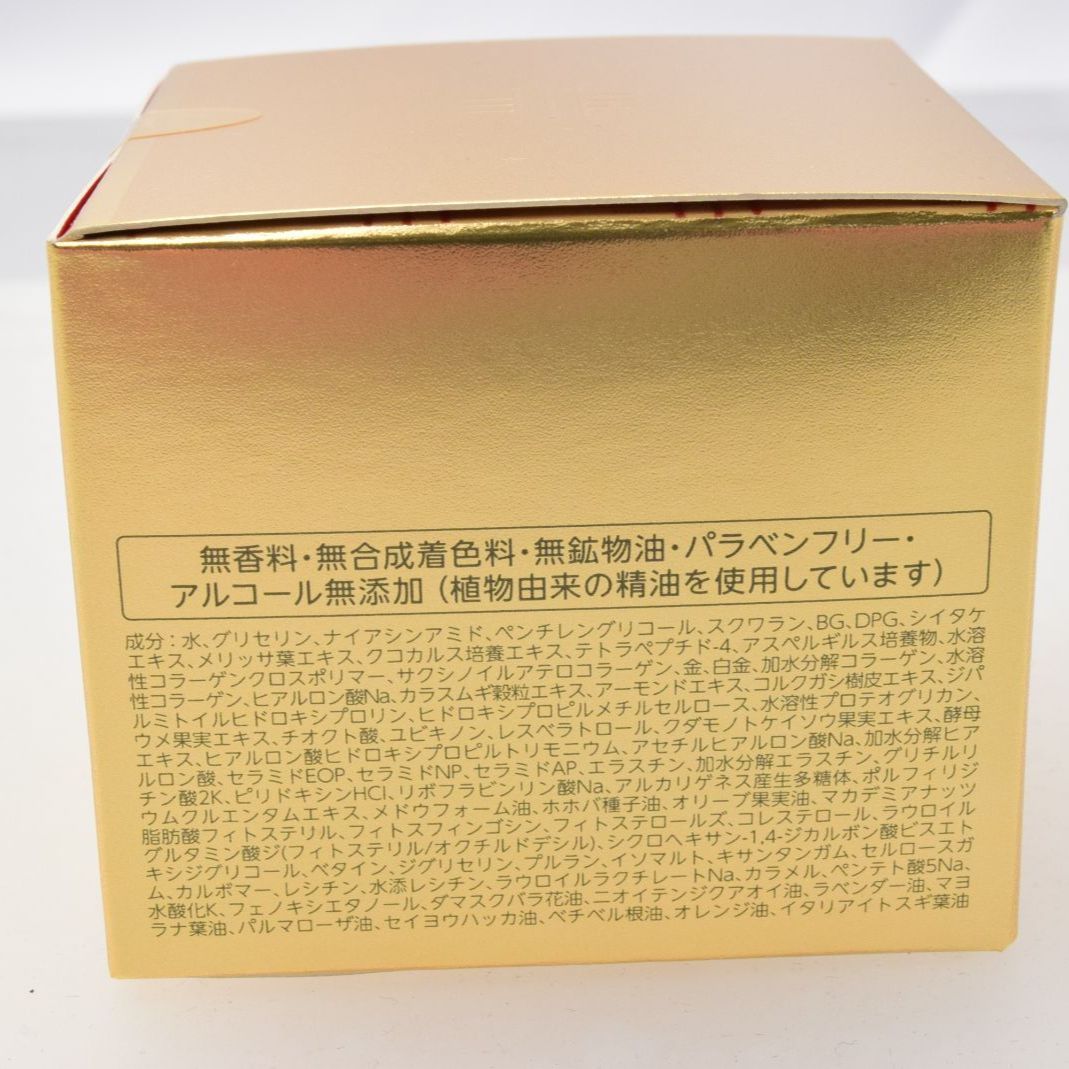 無香料・無合成着色料・無鉱物油・パラベンフリー・
アルコール無添加（植物由来の精油を使用しています）
成分：水、グリセリン、ナイアシンアミド、ペンチレングリコール、スクワラン、BG、DPG、シイタケ
エキス、メリッサ葉エキス、クコカルス培養エキス、テトラペプチド-4、アスペルギルス培養物、水溶
性コラーゲンクロスポリマー、サクシノイルアテロコラーゲン、金、白金、加水分解コラーゲン、水溶
性コラーゲン、ヒアルロン酸Na、カラスムギ穀粒エキス、アーモンドエキス、コルクガシ樹皮エキス、ジパ
ルミトイルヒドロキシプロリン、ヒドロキシプロピルメチルセルロース、水溶性プロテオグリカン、
ウメ果実エキス、チオクト酸、ユビキノン、レスベラトロール、クダモノトケイソウ果実エキス、酵母
エキス、ヒアルロン酸ヒドロキシプロピルトリモニウム、アセチルヒアルロン酸Na、加水分解ヒア
ルロン酸、セラミドEOP、セラミドNP、セラミドAP、エラスチン、加水分解エラスチン、グリチルリ
チン酸2K、ピリドキシンHCl、リボフラビンリン酸Na、アルカリゲネス産生多糖体、ポルフィリジ
ウムクルエンタムエキス、メドウフォーム油、ホホバ種子油、オリーブ果実油、マカデミアナッツ
脂肪酸フィトステリル、フィトスフィンゴシン、フィトステロールズ、コレステロール、ラウロイル
グルタミン酸ジ(フィトステリル/オクチルドデシル)、シクロヘキサン-1,4-ジカルボン酸ビスエト
キシジグリコール、ベタイン、ジグリセリン、プルラン、イソマルト、キサンタンガム、セルロースガ
ム、カルボマー、レシチン、水添レシチン、ラウロイルラクチレートNa、カラメル、ペンテト酸5Na、
水酸化K、フェノキシエタノール、ダマスクバラ花油、ニオイテンジクアオイ油、ラベンダー油、マヨ
ラナ葉油、パルマローザ油、セイヨウハッカ油、ベチベル根油、オレンジ油、イタリアイトスギ葉油